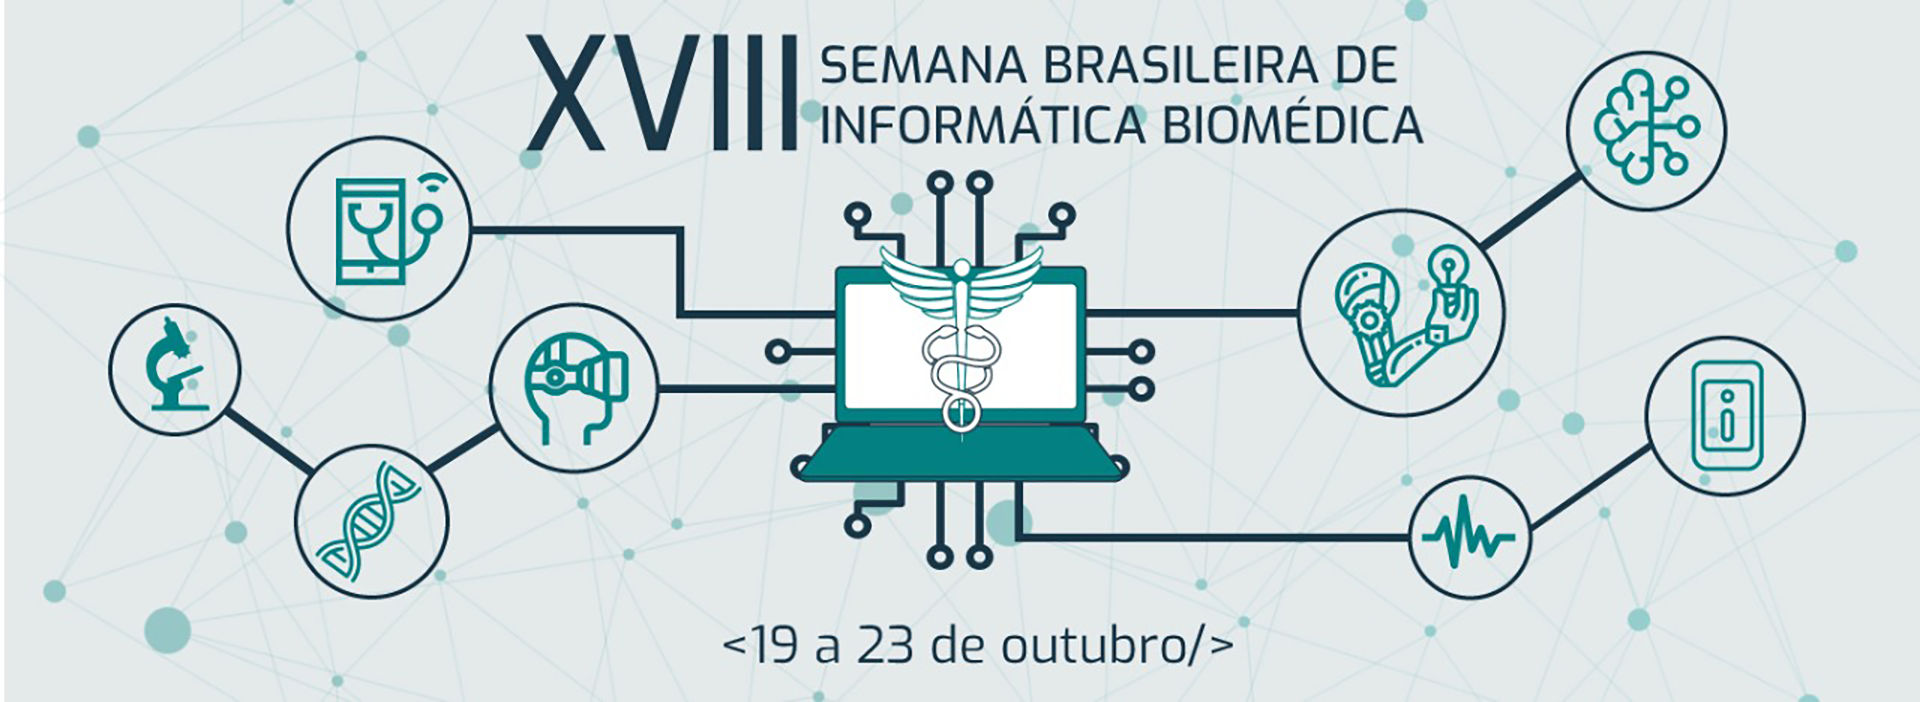 XVIII
SEMANA BRASILEIRA DE
INFORMÁTICA BIOMÉDICA
<19 a 23 de outubro/>